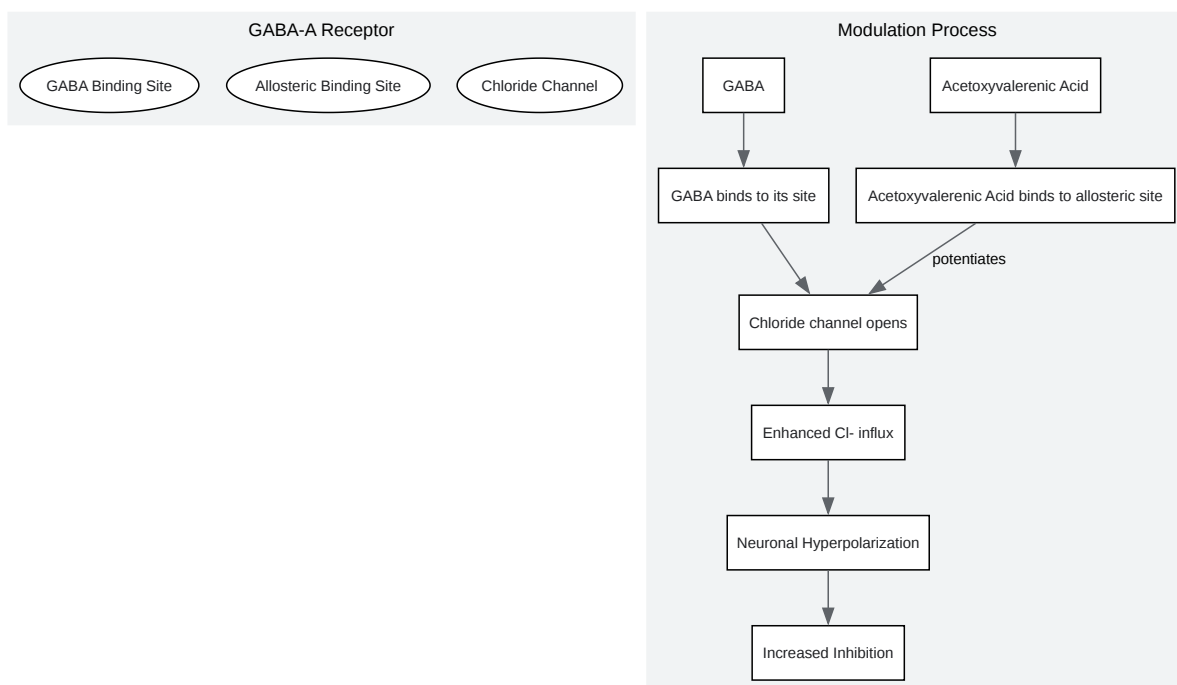 GABA-A Receptor
GABA Binding Site
Allosteric Binding Site
Chloride Channel
Modulation Process
GABA
Acetoxyvalerenic Acid
GABA binds to its site
Acetoxyvalerenic Acid binds to allosteric site
potentiates
Chloride channel opens
Enhanced Cl- influx
Neuronal Hyperpolarization
Increased Inhibition